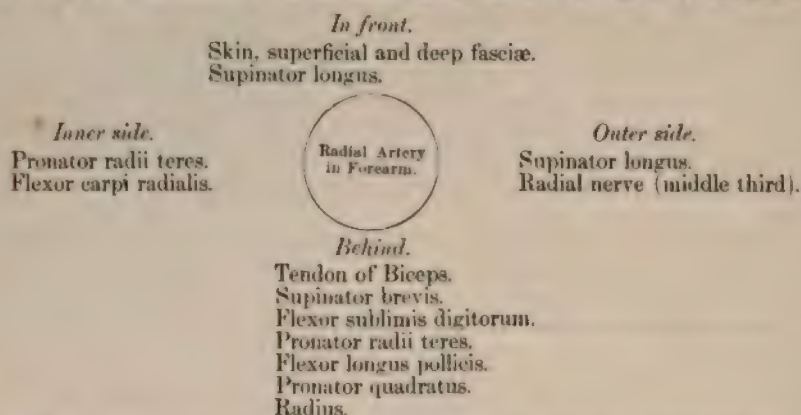 In front.
Skin, superficial and deep fasciæ.
Supinator longus.
Inner side.
Pronator radii teres.
Flexor carpi radialis.
Radial Artery
in Forearm.
Outer side.
Supinator longus.
Radial nerve (middle third).
Behind.
Tendon of Biceps.
Supinator brevis.
Flexor sublimis digitorum.
Pronator radii teres.
Flexor longus pollicis.
Pronator quadratus.
Radius.